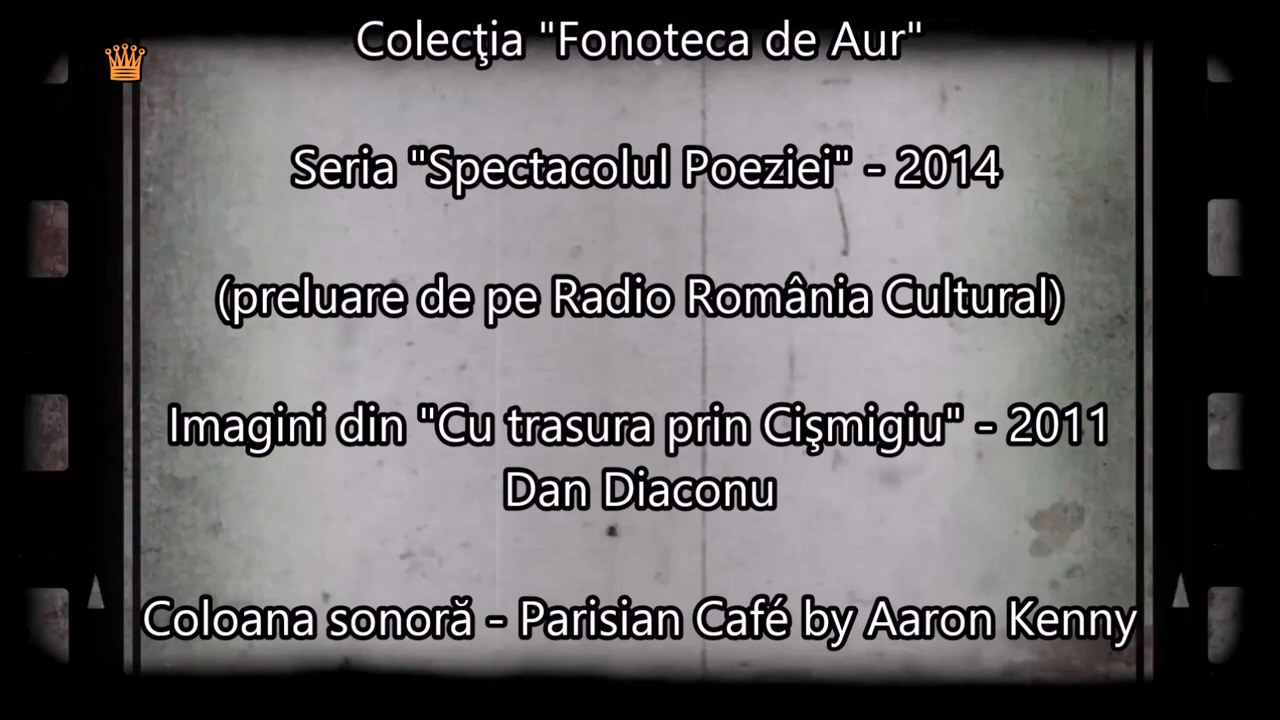 Colecţia "Fonoteca de Aur"
Seria "Spectacolul Poeziei" - 2014
(preluare de pe Radio România Cultural)
Imagini din "Cu trasura prin Cişmigiu" - 2011
Dan Diaconu
Coloana sonoră - Parisian Café by Aaron Kenny